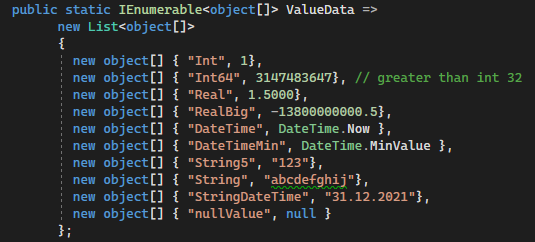 public static IEnumerable<object[]> ValueData =>
new List<object[]>
{
new object[] { "Int", 1},
new object[] { "Int64", 3147483647}, // greater than int 32
new object[] { "Real", 1.5000},
new object[] { "RealBig", -13800000000.5},
new object[] { "DateTime", DateTime.Now },
new object[] { "DateTimeMin", DateTime.MinValue },
new object[] { "String5", "123"},
new object[] { "String", "abcdefghij"},
new object[] { "StringDateTime", "31.12.2021"},
new object[] { "nullValue", null }
};